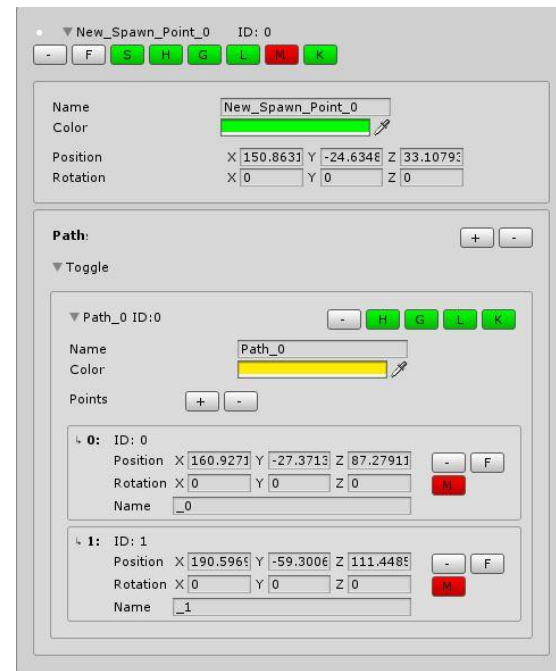 New_Spawn_Point_0 ID: 0
- F S H G L M K
Name New_Spawn_Point_0
Color
Position X 150.8631 Y -24.6348 Z 33.10793
Rotation X 0 Y 0 Z 0
Path: + -
Toggle
Path_0 ID:0 - H G L K
Name Path_0
Color
Points + -
0: ID: 0
Position X 160.9271 Y -27.3713 Z 87.27911 - F
Rotation X 0 Y 0 Z 0 M
Name _0
1: ID: 1
Position X 190.5969 Y -59.3006 Z 111.4485 - F
Rotation X 0 Y 0 Z 0 M
Name _1